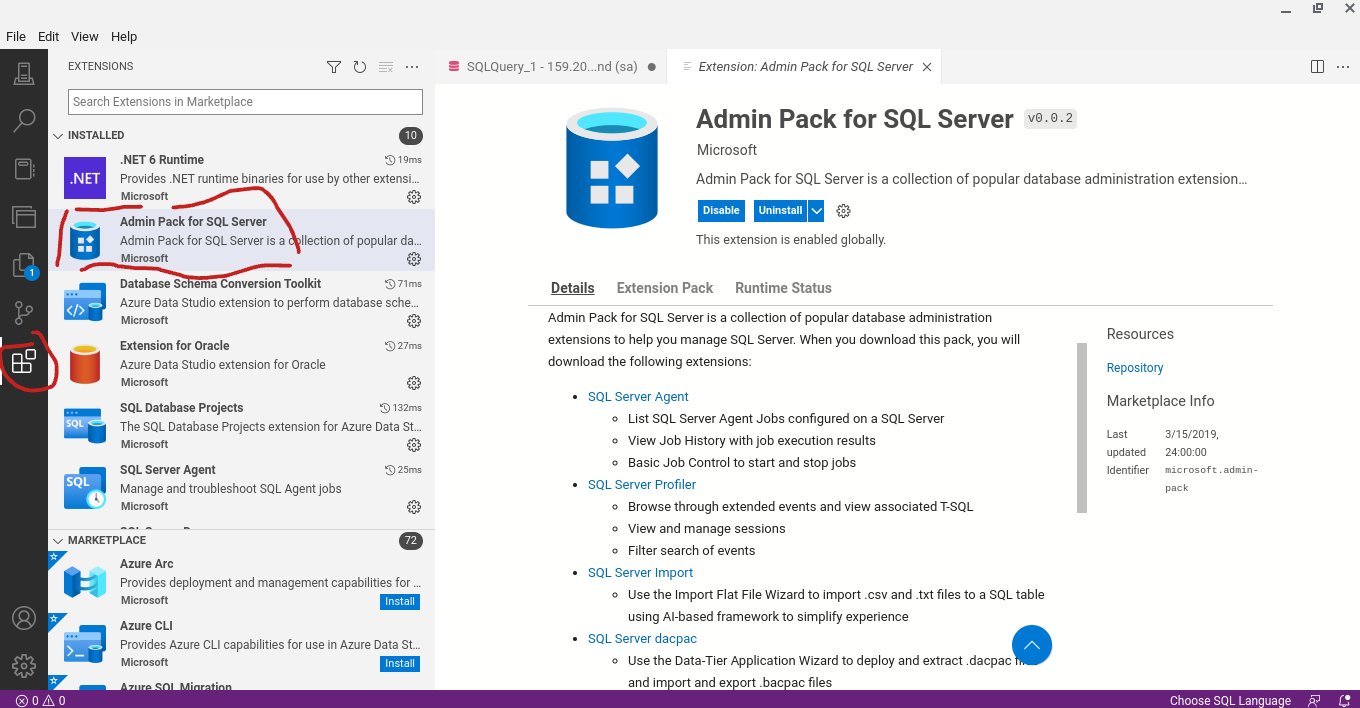 File Edit View Help
EXTENSIONS
Search Extensions in Marketplace
INSTALLED 10
.NET
.NET 6 Runtime 19ms
Provides .NET runtime binaries for use by other extensi...
Microsoft
Admin Pack for SQL Server
Admin Pack for SQL Server is a collection of popular da...
Microsoft
Database Schema Conversion Toolkit 71ms
Azure Data Studio extension to perform database sche...
Microsoft
Extension for Oracle 27ms
Azure Data Studio extension for Oracle
Microsoft
SQL
SQL Database Projects 132ms
The SQL Database Projects extension for Azure Data St...
Microsoft
SQL
SQL Server Agent 25ms
Manage and troubleshoot SQL Agent jobs
Microsoft
MARKETPLACE 72
Azure Arc
Provides deployment and management capabilities for ...
Microsoft Install
Azure CLI
Provides Azure CLI capabilities for use in Azure Data St...
Microsoft Install
Azure SQL Migration
1
SQLQuery_1 - 159.20...nd (sa)
Extension: Admin Pack for SQL Server
Admin Pack for SQL Server v0.0.2
Microsoft
Admin Pack for SQL Server is a collection of popular database administration extension...
Disable Uninstall
This extension is enabled globally.
Details Extension Pack Runtime Status
Admin Pack for SQL Server is a collection of popular database administration
extensions to help you manage SQL Server. When you download this pack, you will
download the following extensions:
SQL Server Agent
List SQL Server Agent Jobs configured on a SQL Server
View Job History with job execution results
Basic Job Control to start and stop jobs
SQL Server Profiler
Browse through extended events and view associated T-SQL
View and manage sessions
Filter search of events
SQL Server Import
Use the Import Flat File Wizard to import .csv and .txt files to a SQL table
using AI-based framework to simplify experience
SQL Server dacpac
Use the Data-Tier Application Wizard to deploy and extract .dacpac
and import and export .bacpac files
Resources
Repository
Marketplace Info
Last 3/15/2019,
updated 24:00:00
Identifier microsoft.admin-
pack
0 0
Choose SQL Language